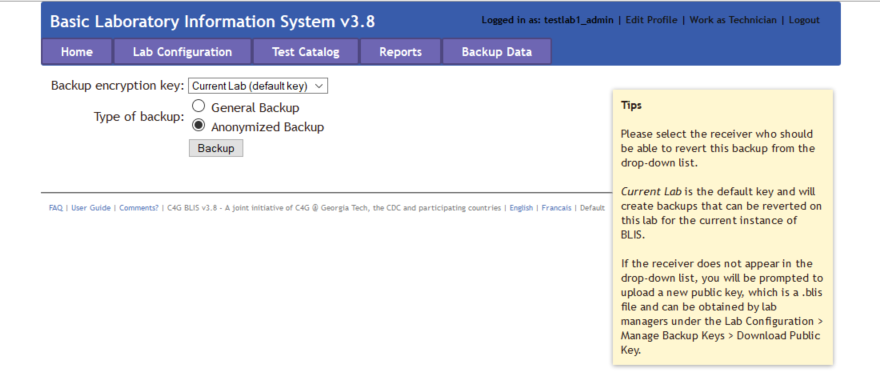 Basic Laboratory Information System v3.8
Logged in as: testlab1_admin | Edit Profile | Work as Technician | Logout
Home Lab Configuration Test Catalog Reports Backup Data
Backup encryption key: Current Lab (default key)
Type of backup:
General Backup
Anonymized Backup
Backup
Tips
Please select the receiver who should
be able to revert this backup from the
drop-down list.
Current Lab is the default key and will
create backups that can be reverted on
this lab for the current instance of
BLIS.
If the receiver does not appear in the
drop-down list, you will be prompted to
upload a new public key, which is a .blis
file and can be obtained by lab
managers under the Lab Configuration >
Manage Backup Keys > Download Public
Key.
FAQ | User Guide | Comments? | C4G BLIS v3.8 - A joint initiative of C4G @ Georgia Tech, the CDC and participating countries | English | Francais | Default